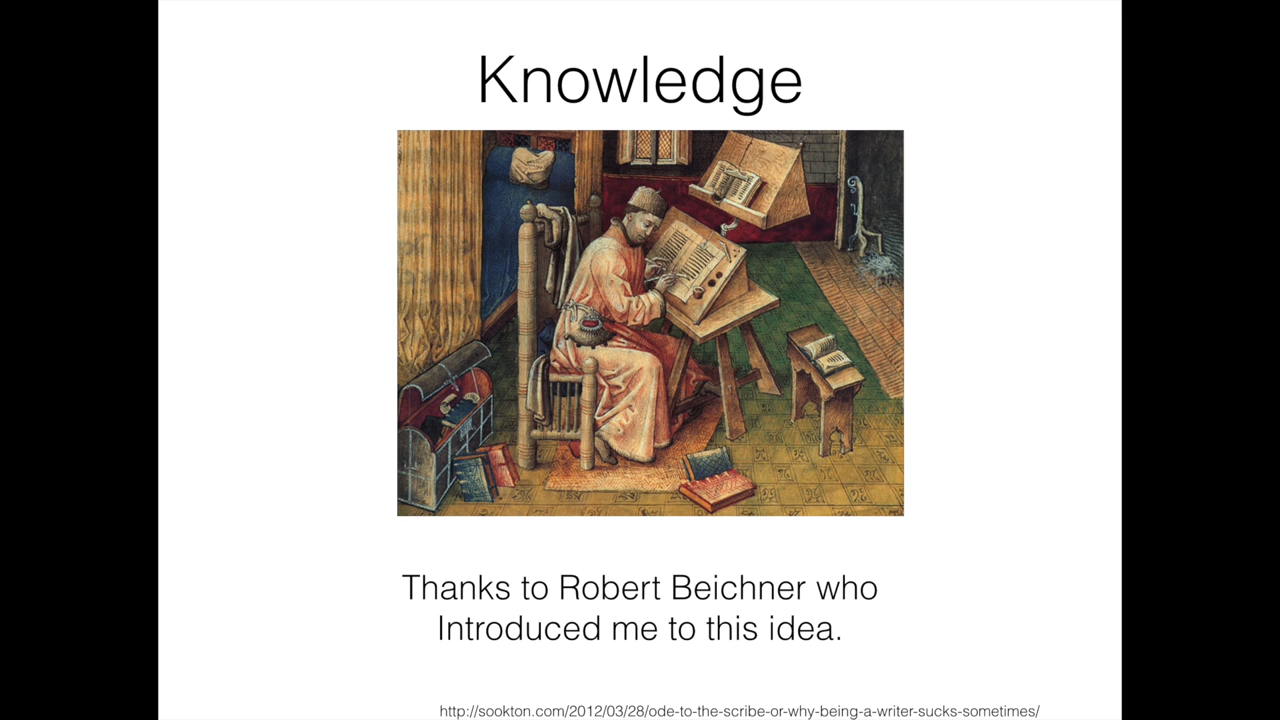 Knowledge
Thanks to Robert Beichner who
Introduced me to this idea.
http://sookton.com/2012/03/28/ode-to-the-scribe-or-why-being-a-writer-sucks-sometimes/